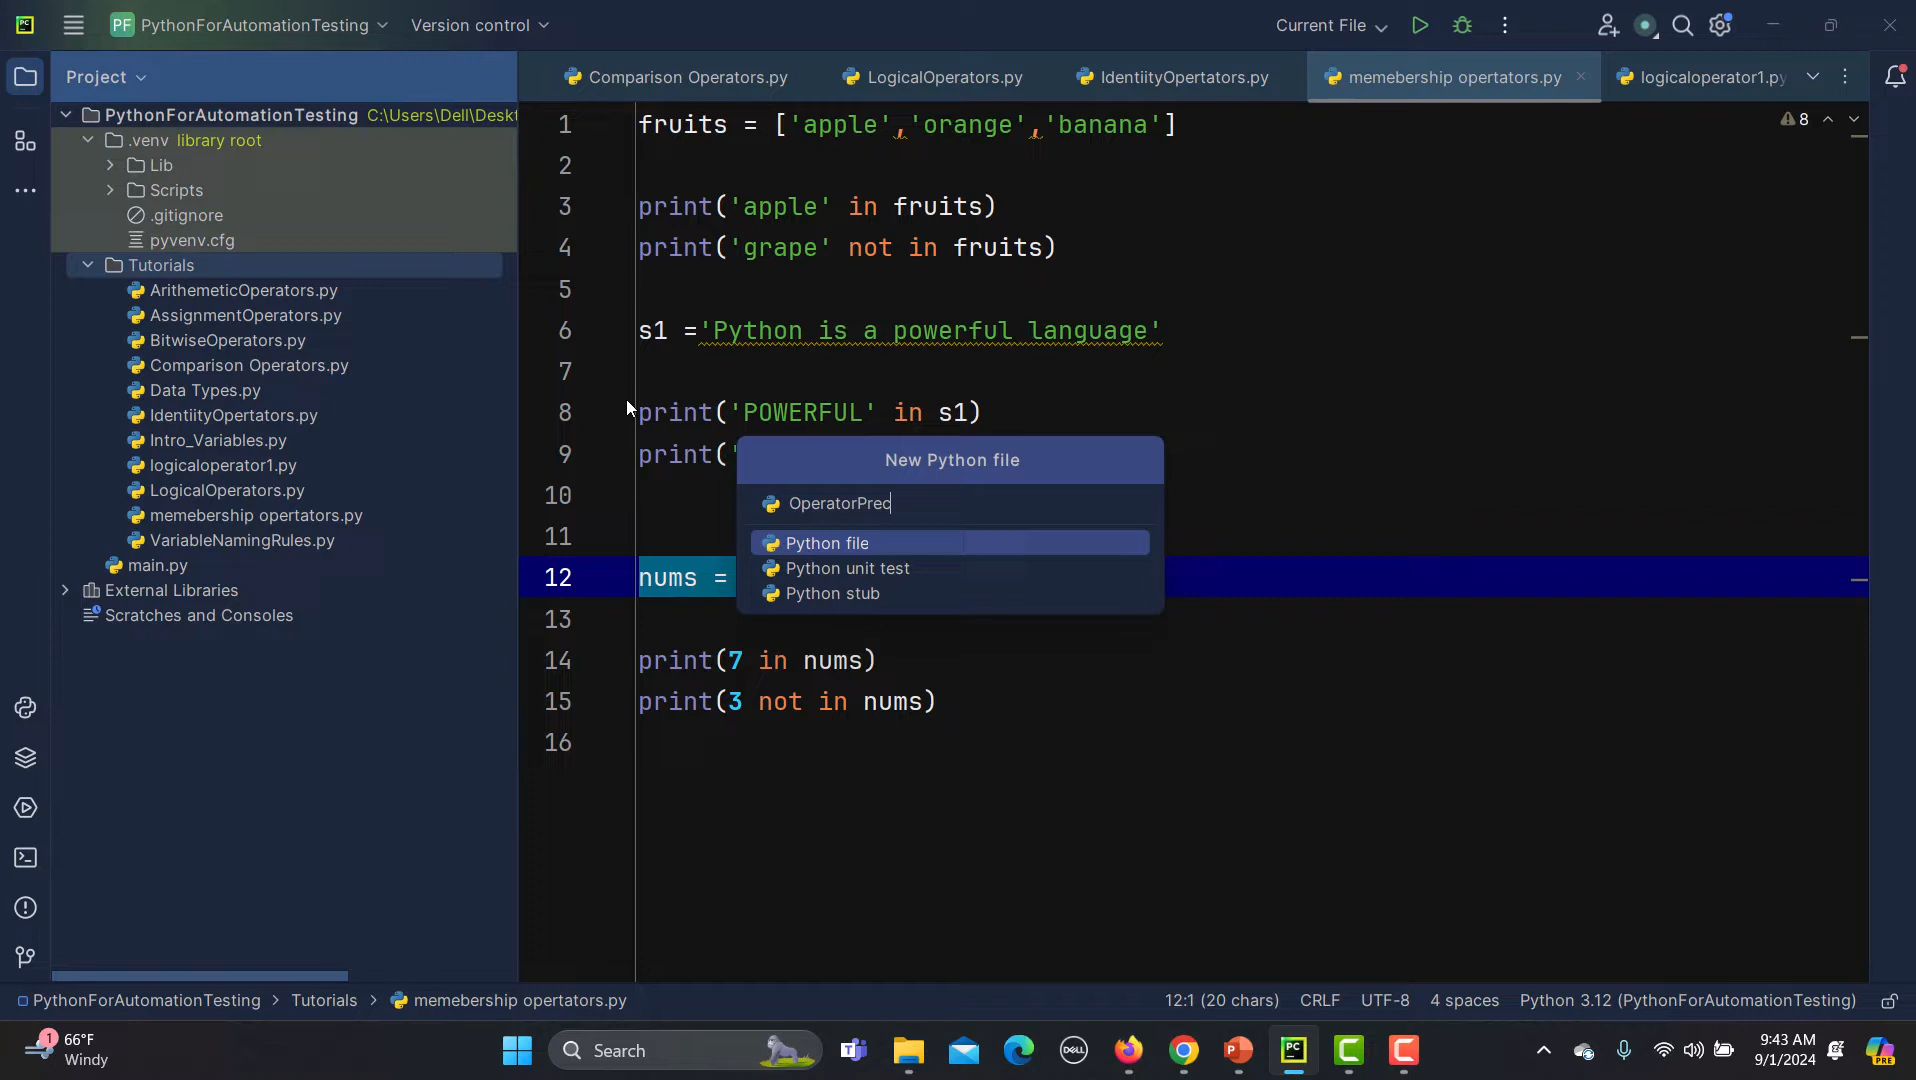 PF PythonForAutomationTesting Version control Current File
Project
Comparison Operators.py LogicalOperators.py IdentiityOpertators.py memebership opertators.py logicaloperator1.py
PythonForAutomationTesting C:\Users\Dell\Deskt
.venv library root
Lib
Scripts
.gitignore
pyvenv.cfg
Tutorials
ArithemeticOperators.py
AssignmentOperators.py
BitwiseOperators.py
Comparison Operators.py
Data Types.py
IdentiityOpertators.py
Intro_Variables.py
logicaloperator1.py
LogicalOperators.py
memebership opertators.py
VariableNamingRules.py
main.py
External Libraries
Scratches and Consoles
8
1 fruits = ['apple','orange','banana']
2
3 print('apple' in fruits)
4 print('grape' not in fruits)
5
6 s1 ='Python is a powerful language'
7
8 print('POWERFUL' in s1)
9 print('
10
11
12 nums =
13
14 print(7 in nums)
15 print(3 not in nums)
16
New Python file
OperatorPrec
Python file
Python unit test
Python stub
PythonForAutomationTesting > Tutorials > memebership opertators.py 12:1 (20 chars) CRLF UTF-8 4 spaces Python 3.12 (PythonForAutomationTesting)
1 66°F
Windy
Search
DELL
PC
PRE
9:43 AM
9/1/2024